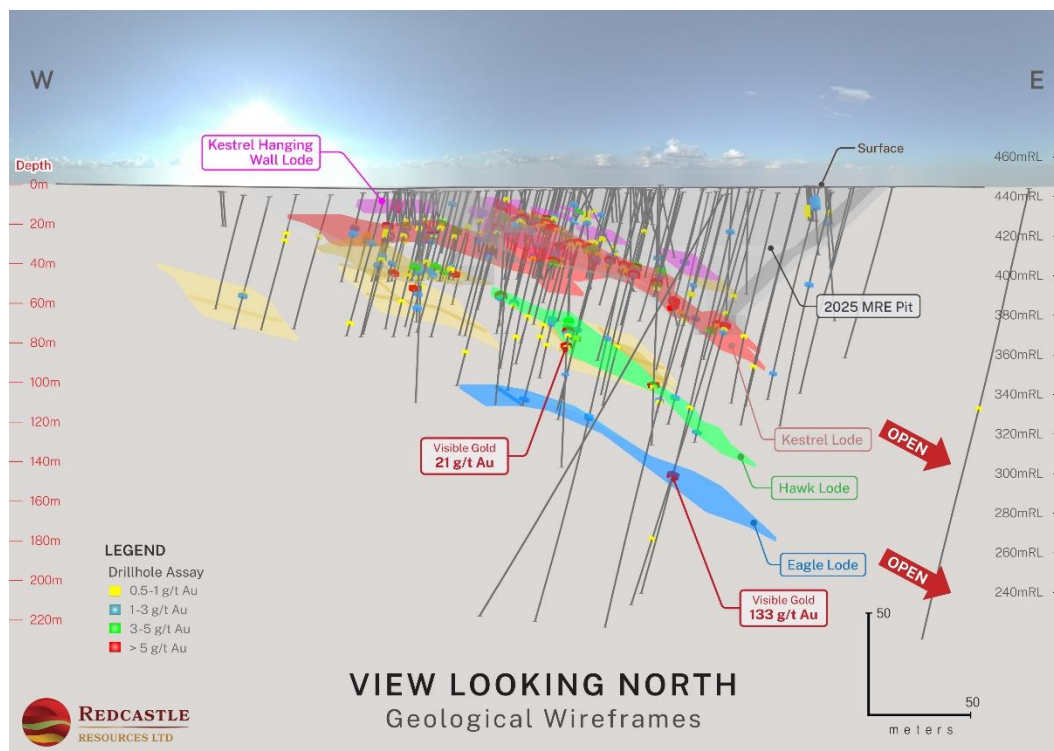 W
E
Kestrel Hanging
Wall Lode
Surface
Depth
0m
20m
40m
60m
80m
100m
120m
140m
160m
180m
200m
220m
460mRL
440mRL
420mRL
400mRL
380mRL
360mRL
340mRL
320mRL
300mRL
280mRL
260mRL
240mRL
2025 MRE Pit
Visible Gold
21 g/t Au
Kestrel Lode
OPEN
Hawk Lode
Eagle Lode
OPEN
Visible Gold
133 g/t Au
LEGEND
Drillhole Assay
0.5-1 g/t Au
1-3 g/t Au
3-5 g/t Au
> 5 g/t Au
50
50
meters
VIEW LOOKING NORTH
Geological Wireframes
REDCASTLE
RESOURCES LTD